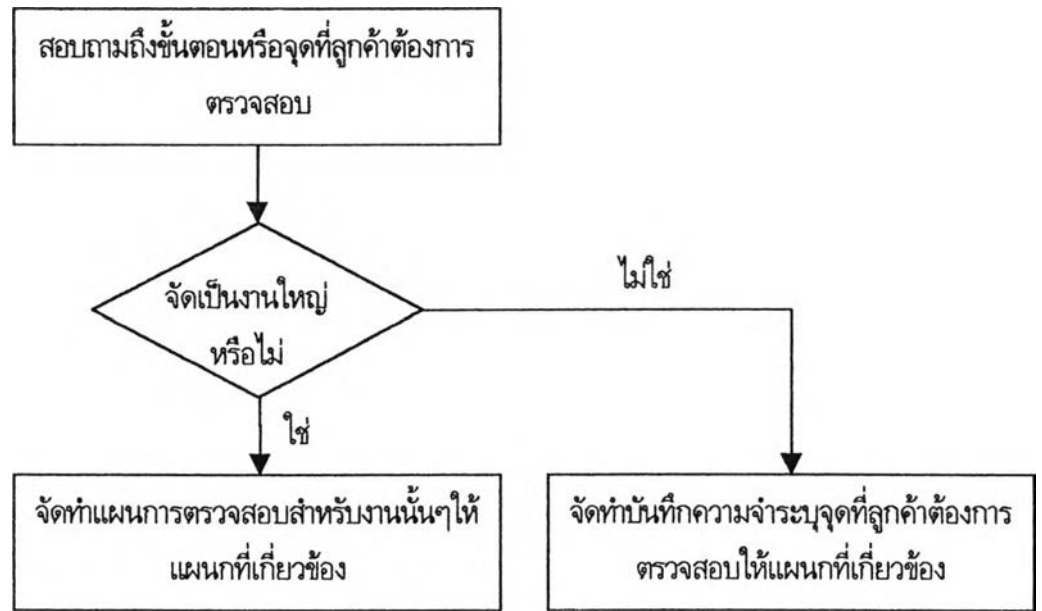 สอบถามถึงขั้นตอนหรือจุดที่ลูกค้าต้องการ
ตรวจสอบ
จัดเป็นงานใหญ่
หรือไม่
ไม่ใช่
ใช่
จัดทำแผนการตรวจสอบสำหรับงานนั้นๆให้
แผนกที่เกี่ยวข้อง
จัดทำบันทึกความจำระบุจุดที่ลูกค้าต้องการ
ตรวจสอบให้แผนกที่เกี่ยวข้อง